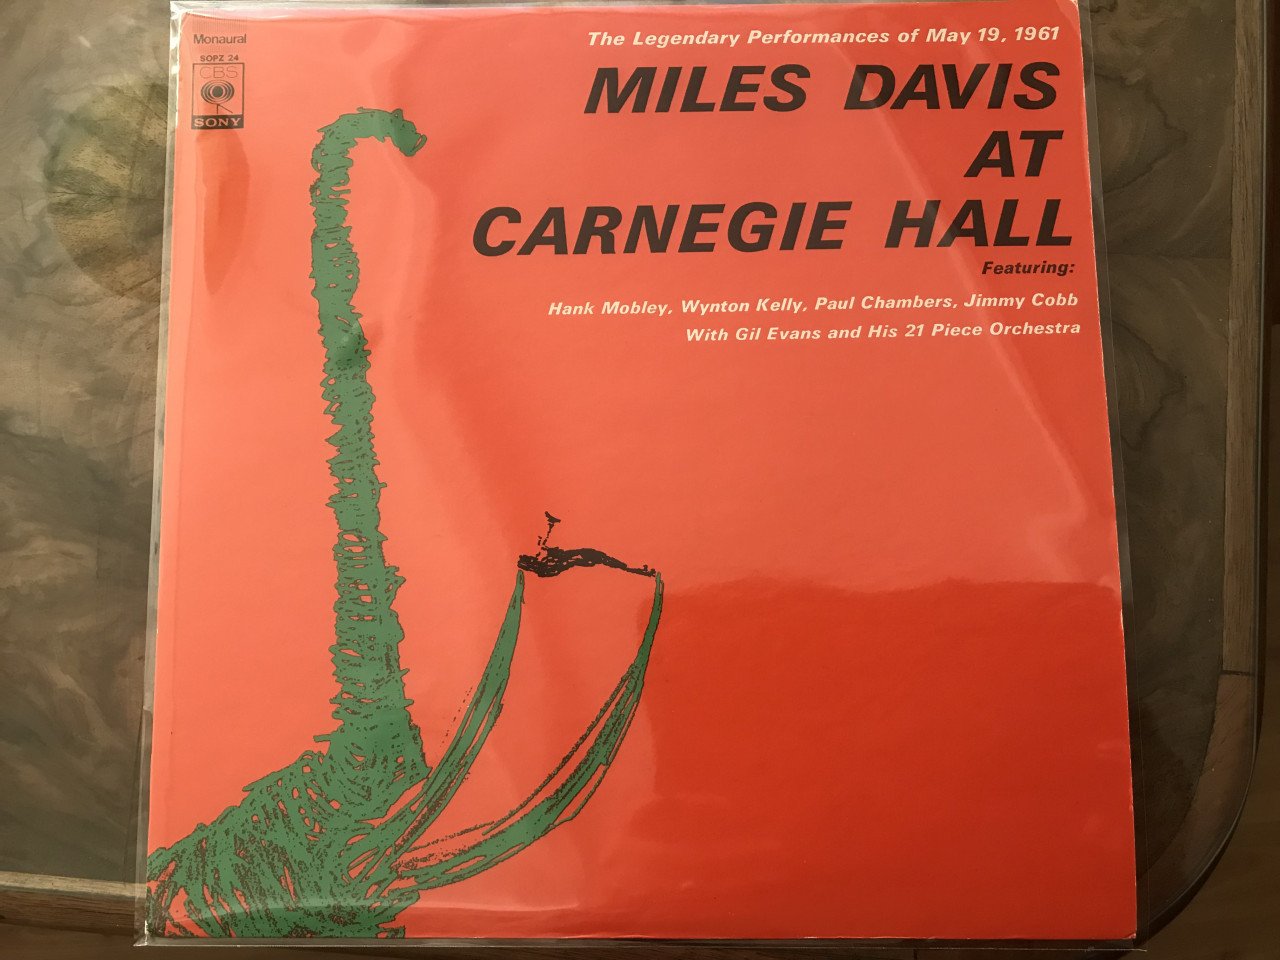 Monaural
SOPZ 24
CBS
SONY
The Legendary Performances of May 19, 1961
MILES DAVIS
AT
CARNEGIE HALL
Featuring:
Hank Mobley, Wynton Kelly, Paul Chambers, Jimmy Cobb
With Gil Evans and His 21 Piece Orchestra